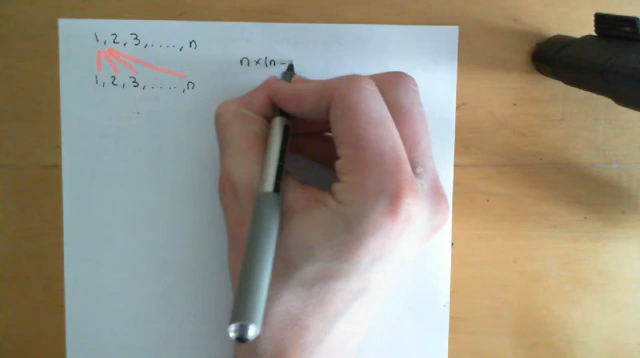 1, 2, 3, ....., n
n × (n -
1, 2, 3, ....., n